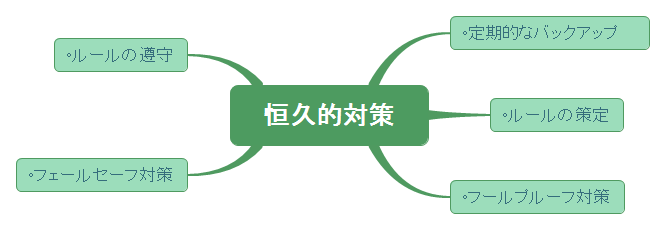 恒久的対策
◦定期的なバックアップ
◦ルールの策定
◦フールプルーフ対策
◦ルールの遵守
◦フェールセーフ対策